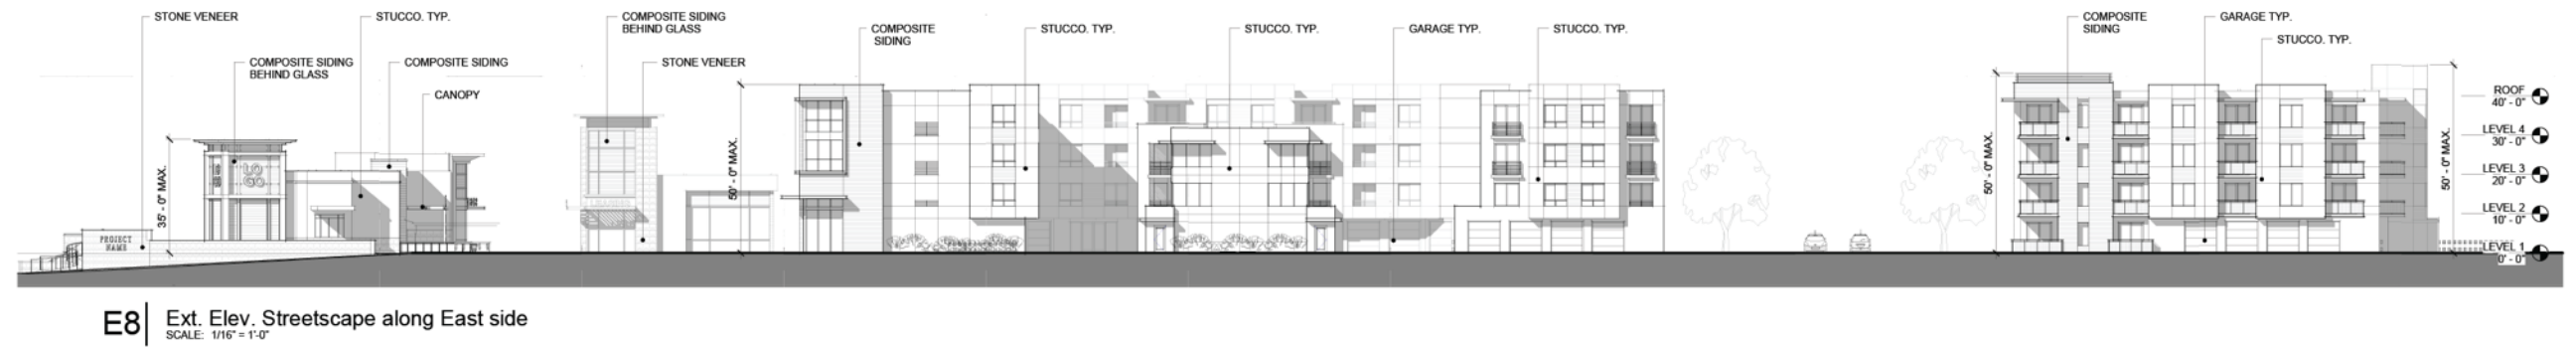 STONE VENEER
STUCCO. TYP.
COMPOSITE SIDING
BEHIND GLASS
COMPOSITE SIDING
BEHIND GLASS
COMPOSITE SIDING
CANOPY
STONE VENEER
COMPOSITE
SIDING
STUCCO. TYP.
STUCCO. TYP.
GARAGE TYP.
STUCCO. TYP.
COMPOSITE
SIDING
GARAGE TYP.
STUCCO. TYP.
35' - 0" MAX.
50' - 0" MAX.
50' - 0" MAX.
50' - 0" MAX.
PROJECT
NAME
ROOF
40' - 0"
LEVEL 4
30' - 0"
LEVEL 3
20' - 0"
LEVEL 2
10' - 0"
LEVEL 1
0' - 0"
E8
Ext. Elev. Streetscape along East side
SCALE: 1/16" = 1'-0"